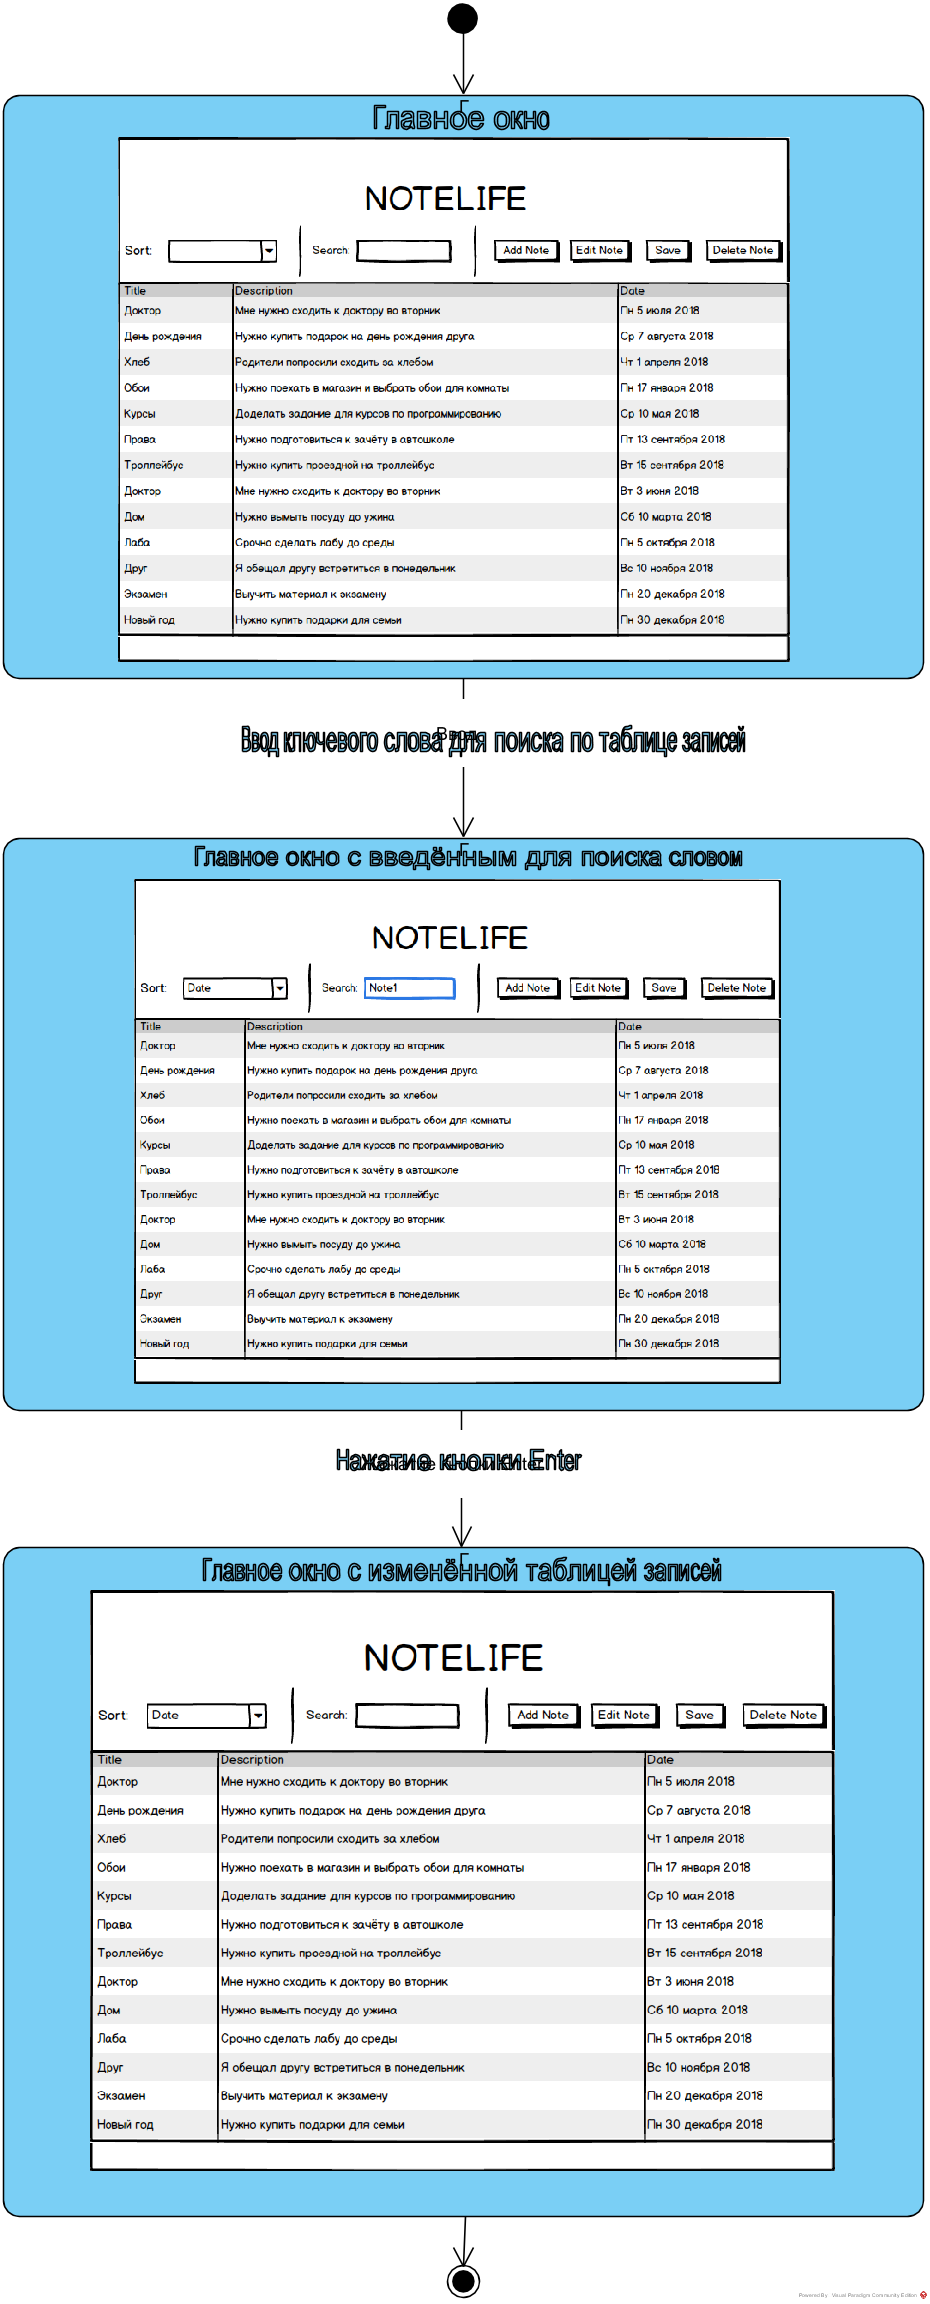 Главное окно
NOTELIFE
Sort: Search: Add Note Edit Note Save Delete Note
Title Description Date
Доктор Мне нужно сходить к доктору во вторник Пн 5 июля 2018
День рождения Нужно купить подарок на день рождения друга Ср 7 августа 2018
Хлеб Родители попросили сходить за хлебом Чт 1 апреля 2018
Обои Нужно поехать в магазин и выбрать обои для комнаты Пн 17 января 2018
Курсы Доделать задание для курсов по программированию Ср 10 мая 2018
Права Нужно подготовиться к зачёту в автошколе Пт 13 сентября 2018
Троллейбус Нужно купить проездной на троллейбус Вт 15 сентября 2018
Доктор Мне нужно сходить к доктору во вторник Вт 3 июня 2018
Дом Нужно вымыть посуду до ужина Сб 10 марта 2018
Лаба Срочно сделать лабу до среды Пн 5 октября 2018
Друг Я обещал другу встретиться в понедельник Вс 10 ноября 2018
Экзамен Выучить материал к экзамену Пн 20 декабря 2018
Новый год Нужно купить подарки для семьи Пн 30 декабря 2018
Ввод ключевого слова для поиска по таблице записей
Главное окно с введённым для поиска словом
NOTELIFE
Sort: Date Search: Note1 Add Note Edit Note Save Delete Note
Title Description Date
Доктор Мне нужно сходить к доктору во вторник Пн 5 июля 2018
День рождения Нужно купить подарок на день рождения друга Ср 7 августа 2018
Хлеб Родители попросили сходить за хлебом Чт 1 апреля 2018
Обои Нужно поехать в магазин и выбрать обои для комнаты Пн 17 января 2018
Курсы Доделать задание для курсов по программированию Ср 10 мая 2018
Права Нужно подготовиться к зачёту в автошколе Пт 13 сентября 2018
Троллейбус Нужно купить проездной на троллейбус Вт 15 сентября 2018
Доктор Мне нужно сходить к доктору во вторник Вт 3 июня 2018
Дом Нужно вымыть посуду до ужина Сб 10 марта 2018
Лаба Срочно сделать лабу до среды Пн 5 октября 2018
Друг Я обещал другу встретиться в понедельник Вс 10 ноября 2018
Экзамен Выучить материал к экзамену Пн 20 декабря 2018
Новый год Нужно купить подарки для семьи Пн 30 декабря 2018
Нажатие кнопки Enter
Главное окно с изменённой таблицей записей
NOTELIFE
Sort: Date Search: Add Note Edit Note Save Delete Note
Title Description Date
Доктор Мне нужно сходить к доктору во вторник Пн 5 июля 2018
День рождения Нужно купить подарок на день рождения друга Ср 7 августа 2018
Хлеб Родители попросили сходить за хлебом Чт 1 апреля 2018
Обои Нужно поехать в магазин и выбрать обои для комнаты Пн 17 января 2018
Курсы Доделать задание для курсов по программированию Ср 10 мая 2018
Права Нужно подготовиться к зачёту в автошколе Пт 13 сентября 2018
Троллейбус Нужно купить проездной на троллейбус Вт 15 сентября 2018
Доктор Мне нужно сходить к доктору во вторник Вт 3 июня 2018
Дом Нужно вымыть посуду до ужина Сб 10 марта 2018
Лаба Срочно сделать лабу до среды Пн 5 октября 2018
Друг Я обещал другу встретиться в понедельник Вс 10 ноября 2018
Экзамен Выучить материал к экзамену Пн 20 декабря 2018
Новый год Нужно купить подарки для семьи Пн 30 декабря 2018
Powered By Visual Paradigm Community Edition